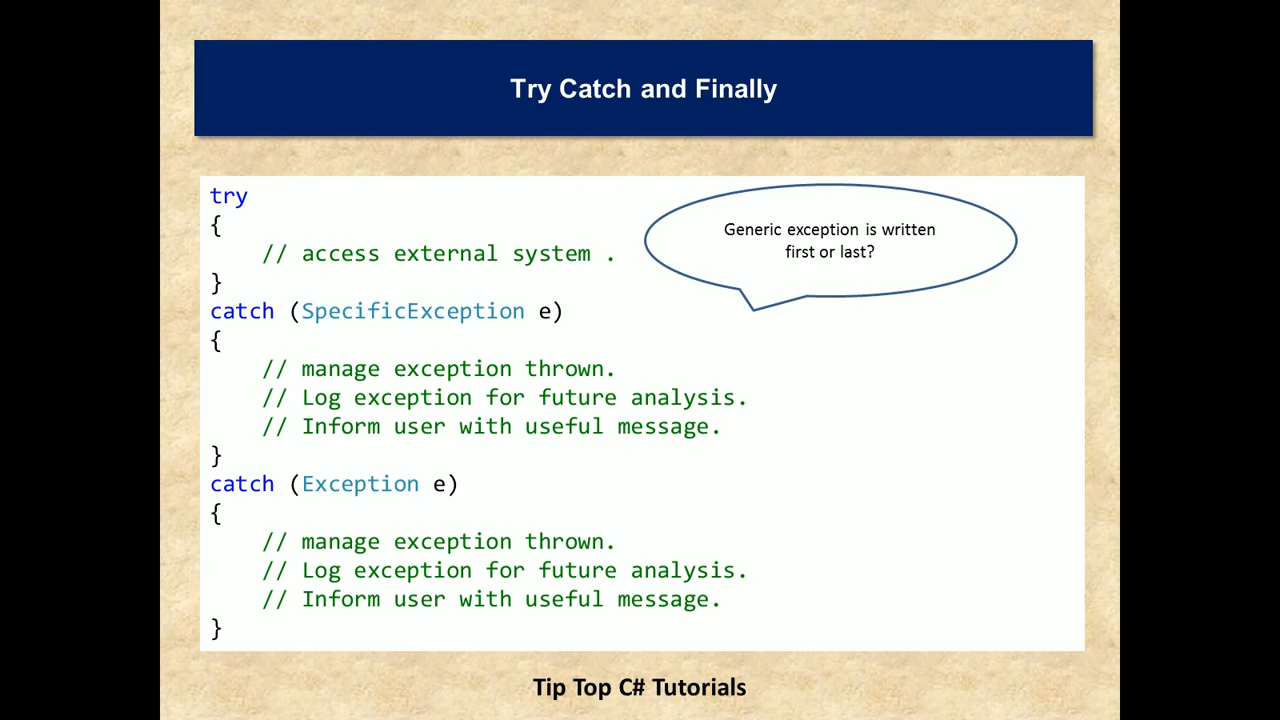 Try Catch and Finally
try
{
    // access external system .
}
Generic exception is written
first or last?
catch (SpecificException e)
{
    // manage exception thrown.
    // Log exception for future analysis.
    // Inform user with useful message.
}
catch (Exception e)
{
    // manage exception thrown.
    // Log exception for future analysis.
    // Inform user with useful message.
}
Tip Top C# Tutorials